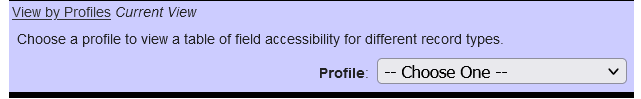 View by Profiles Current View
Choose a profile to view a table of field accessibility for different record types.
Profile: -- Choose One --